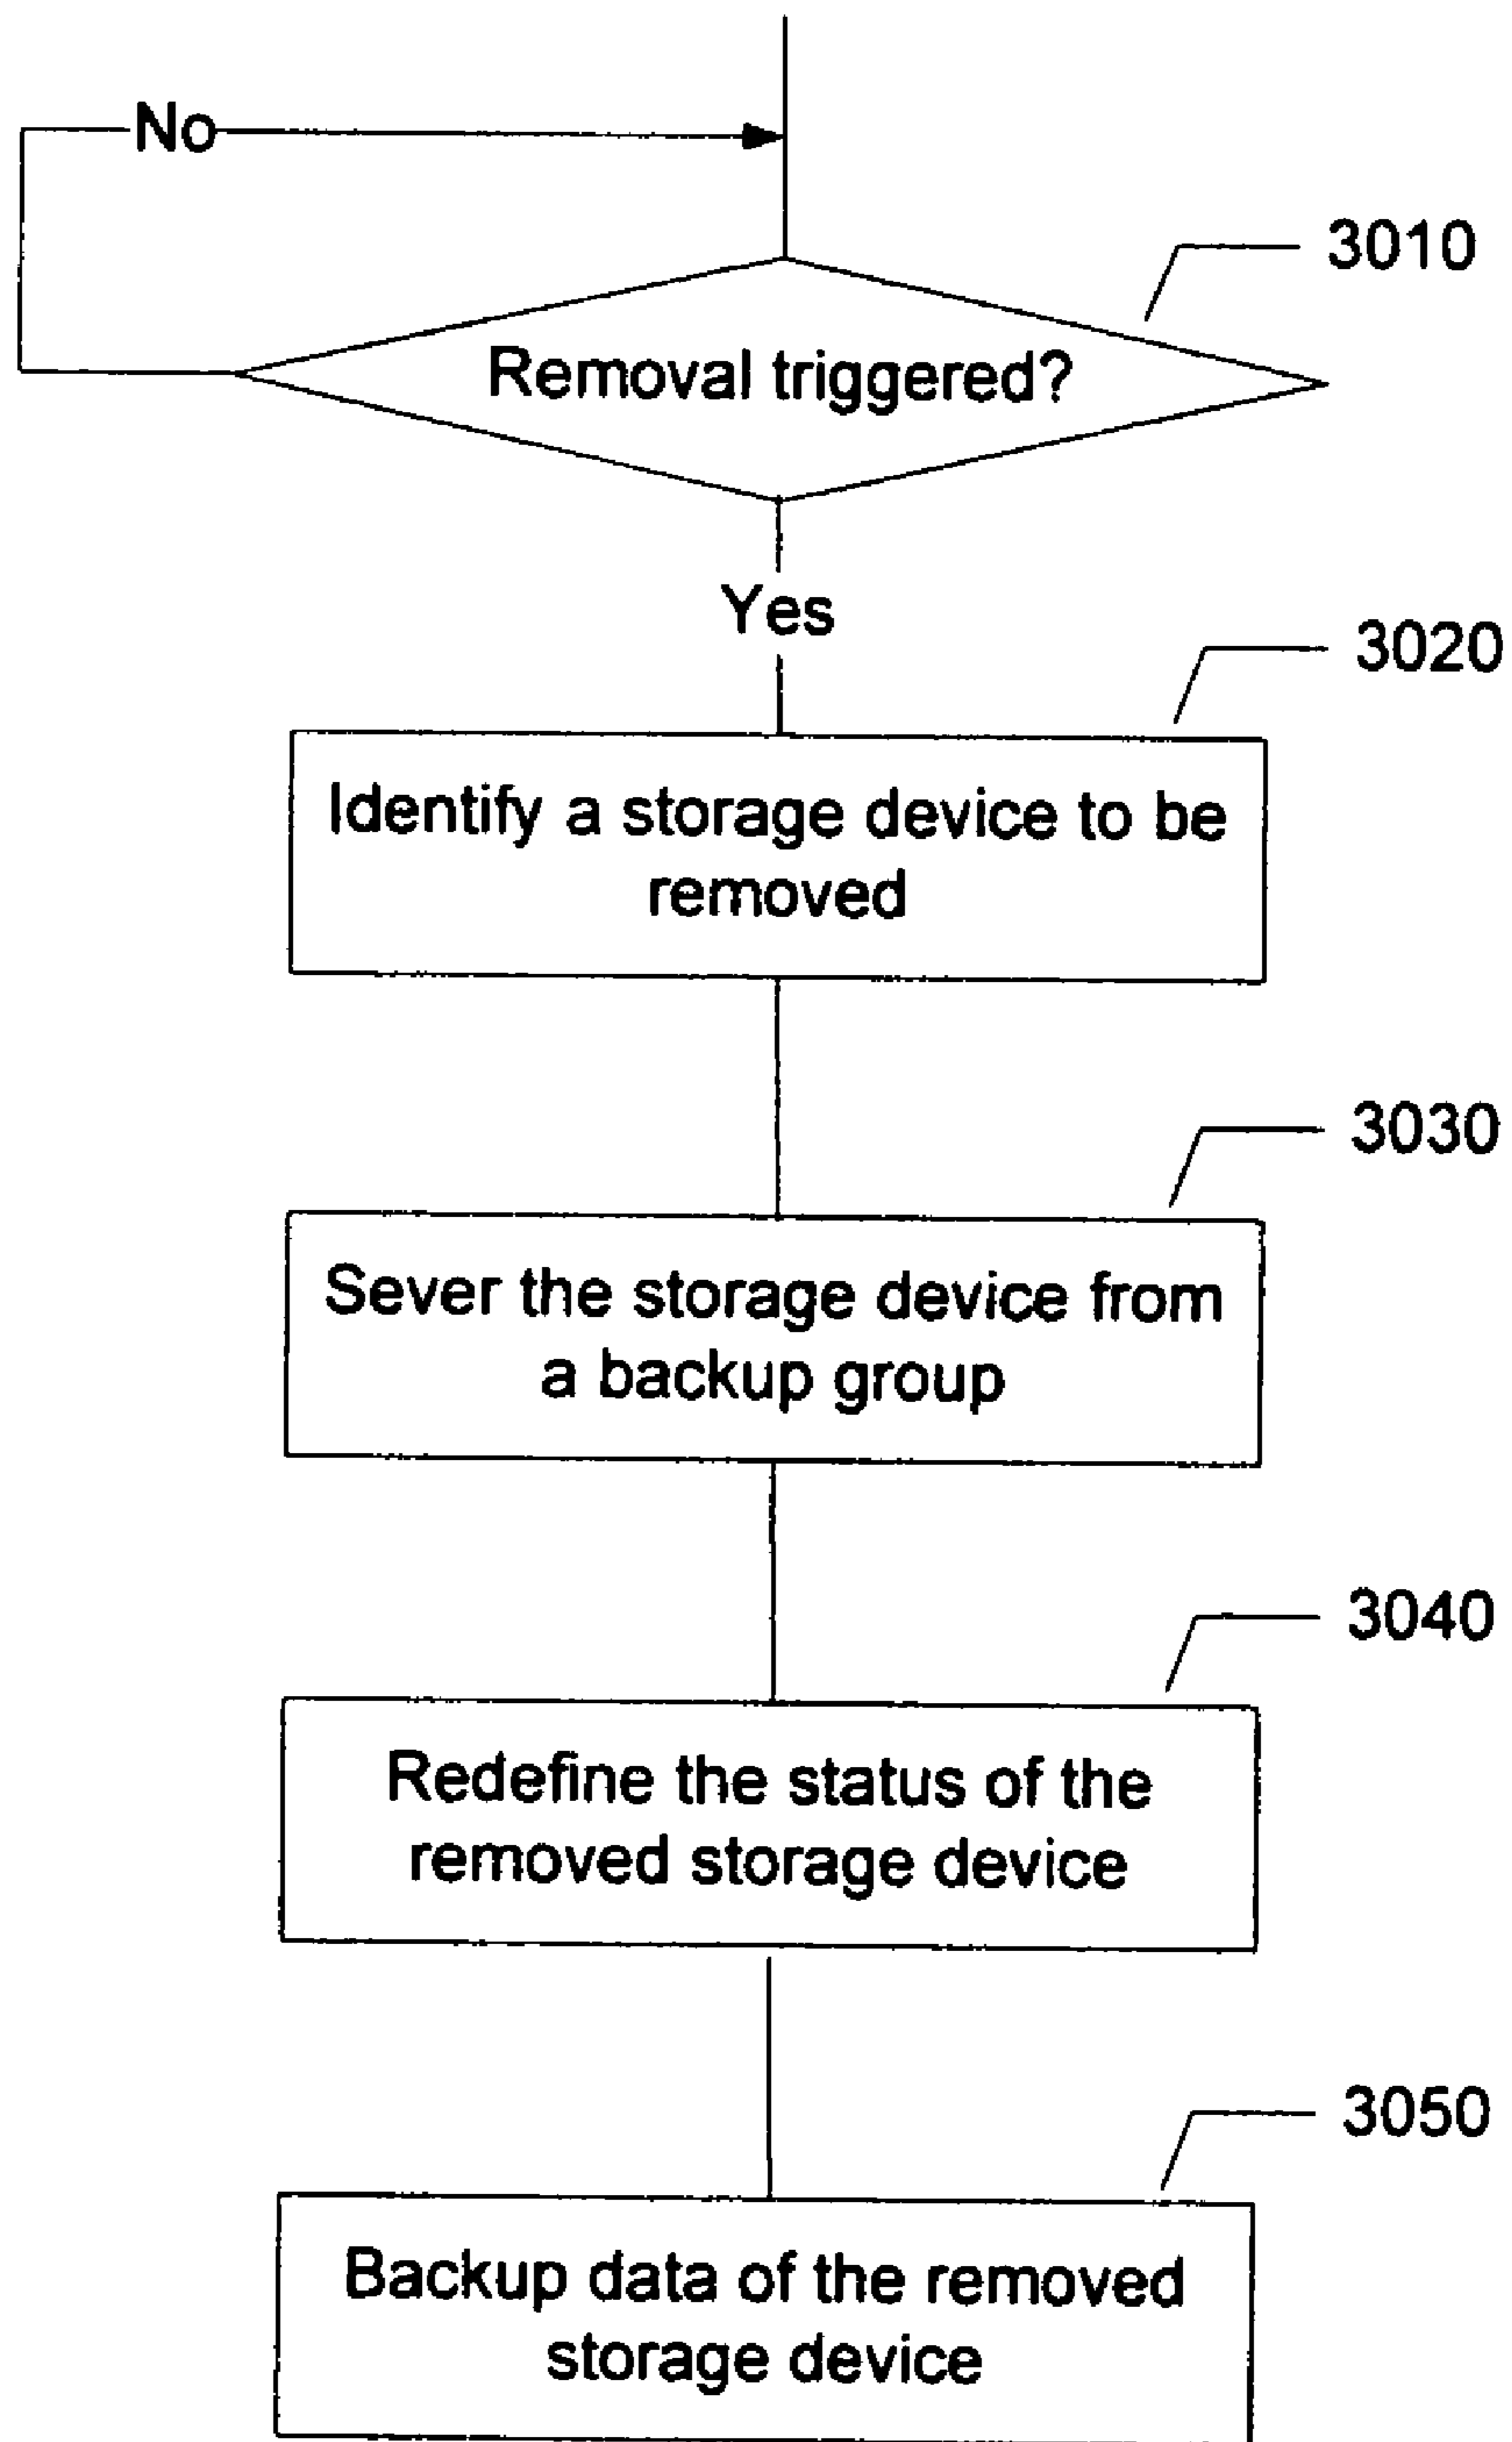 No
3010
Removal triggered?
Yes
3020
Identify a storage device to be
removed
3030
Sever the storage device from
a backup group
3040
Redefine the status of the
removed storage device
3050
Backup data of the removed
storage device